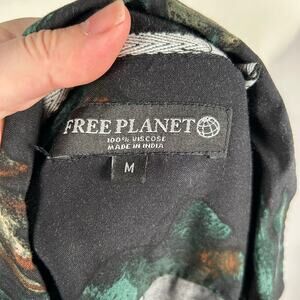 FREE PLANET
100% VISCOSE
MADE IN INDIA
M